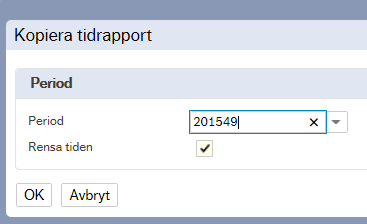 Kopiera tidrapport
Period
Period 201549
Rensa tiden
OK Avbryt